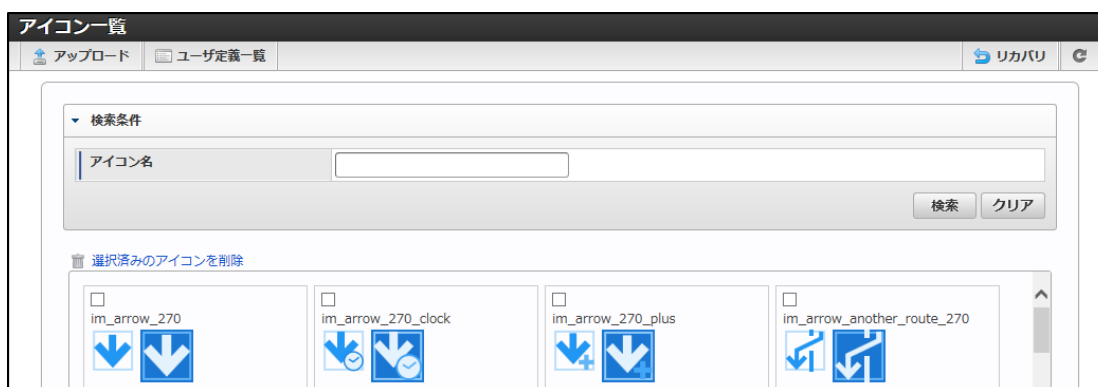 アイコン一覧
アップロード ユーザ定義一覧 リカバリ
検索条件
アイコン名
検索 クリア
選択済みのアイコンを削除
im_arrow_270 im_arrow_270_clock im_arrow_270_plus im_arrow_another_route_270